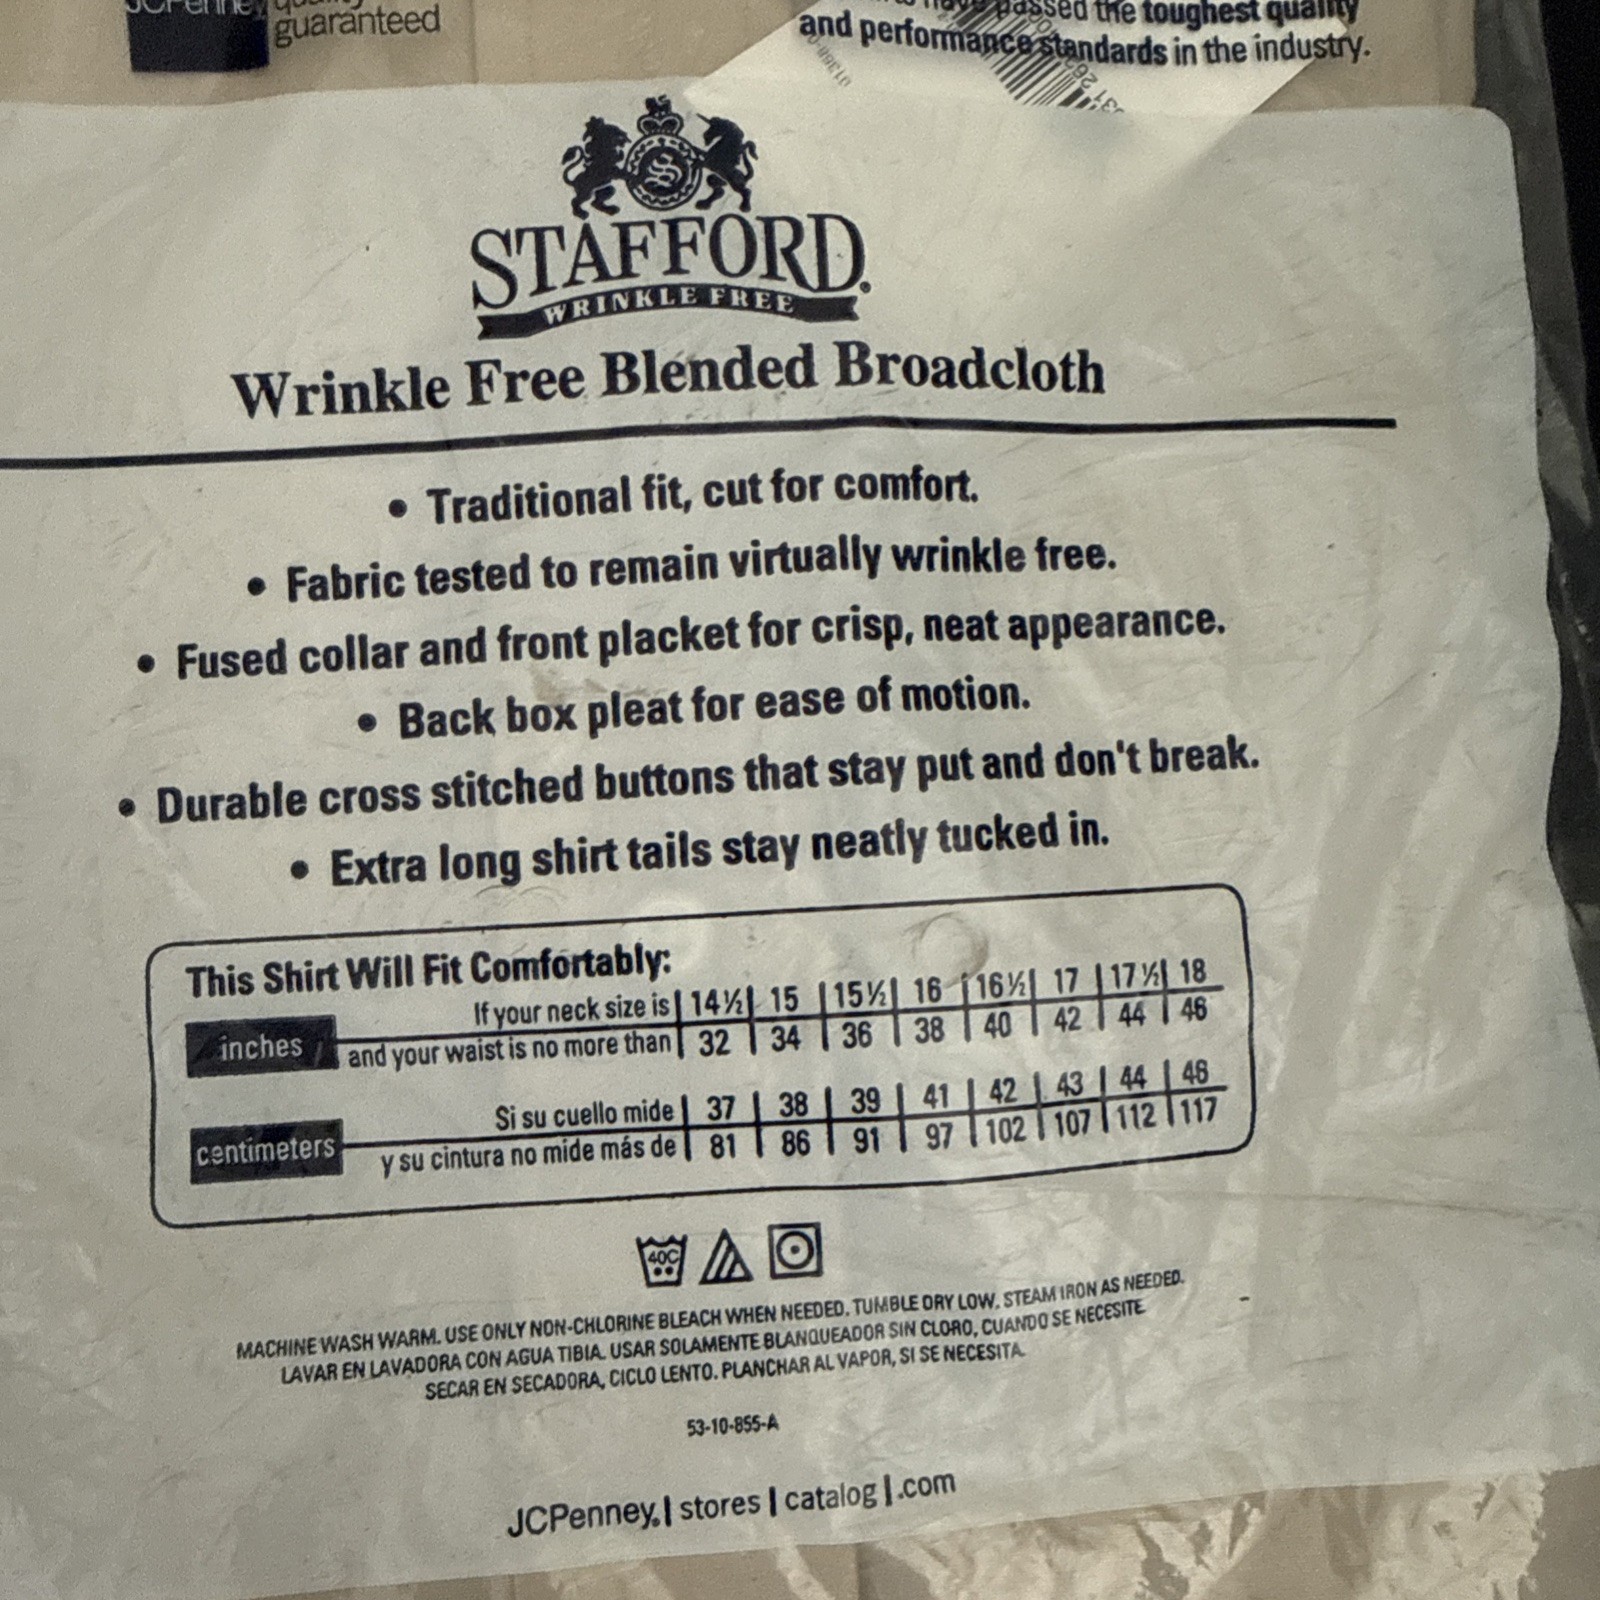 JCPenney quality
guaranteed
have passed the toughest quality
and performance standards in the industry.
S
STAFFORD®
WRINKLE FREE
Wrinkle Free Blended Broadcloth
• Traditional fit, cut for comfort.
• Fabric tested to remain virtually wrinkle free.
• Fused collar and front placket for crisp, neat appearance.
• Back box pleat for ease of motion.
• Durable cross stitched buttons that stay put and don't break.
• Extra long shirt tails stay neatly tucked in.
This Shirt Will Fit Comfortably:
If your neck size is | 14½ | 15 | 15½ | 16 | 16½ | 17 | 17½ | 18
inches and your waist is no more than | 32 | 34 | 36 | 38 | 40 | 42 | 44 | 46
Si su cuello mide | 37 | 38 | 39 | 41 | 42 | 43 | 44 | 46
centimeters y su cintura no mide más de | 81 | 86 | 91 | 97 | 102 | 107 | 112 | 117
40C
MACHINE WASH WARM. USE ONLY NON-CHLORINE BLEACH WHEN NEEDED. TUMBLE DRY LOW. STEAM IRON AS NEEDED.
LAVAR EN LAVADORA CON AGUA TIBIA. USAR SOLAMENTE BLANQUEADOR SIN CLORO, CUANDO SE NECESITE
SECAR EN SECADORA, CICLO LENTO. PLANCHAR AL VAPOR, SI SE NECESITA.
53-10-855-A
JCPenney® | stores | catalog | .com